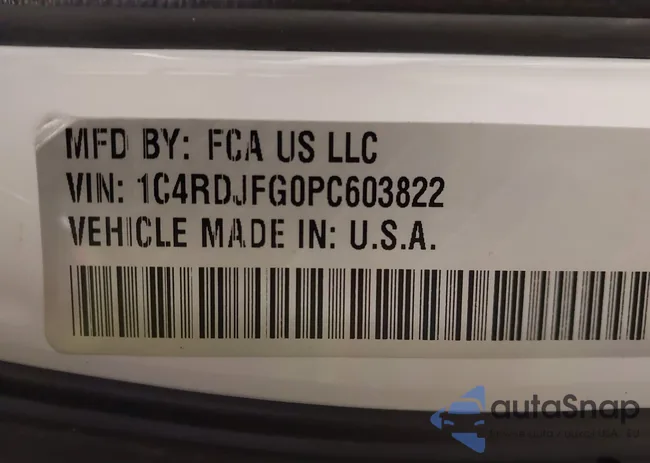 MFD BY: FCA US LLC
VIN: 1C4RDJFG0PC603822
VEHICLE MADE IN: U.S.A.
autoSnap